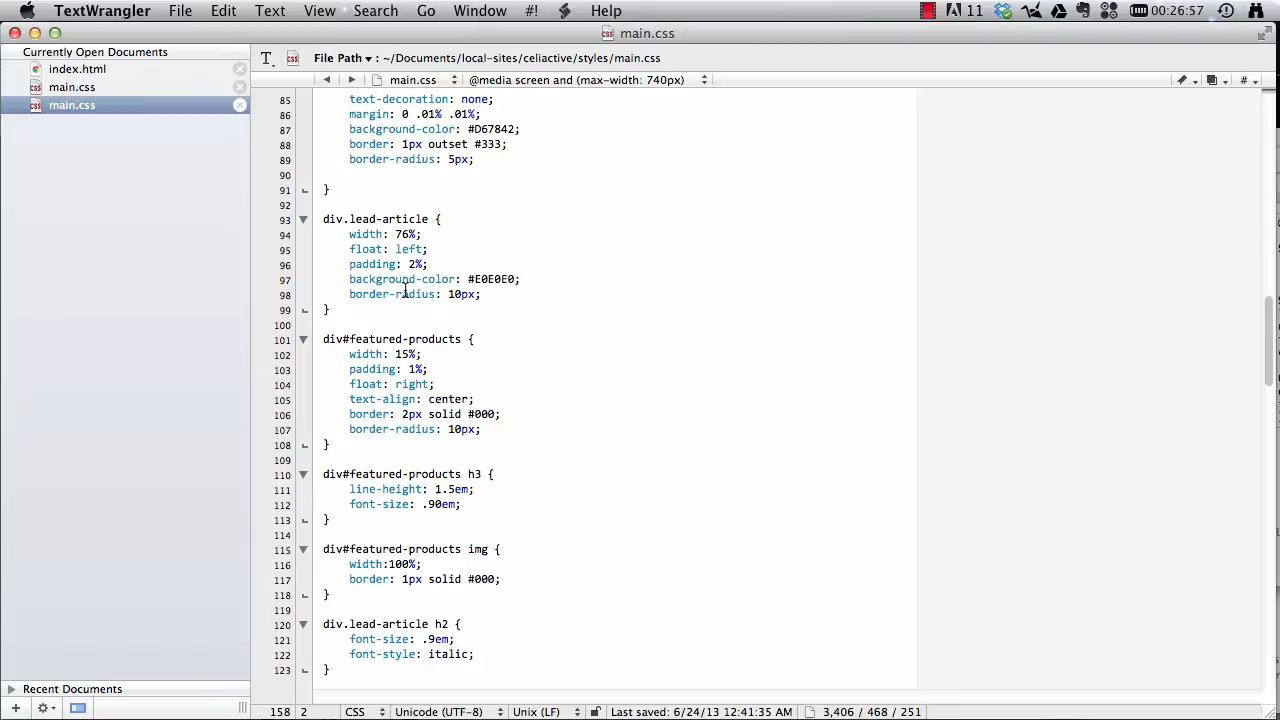 TextWrangler File Edit Text View Search Go Window #! Help 11 00:26:57
main.css
Currently Open Documents
index.html
main.css
main.css
Recent Documents
File Path ▾ : ~/Documents/local-sites/celiactive/styles/main.css
main.css @media screen and (max-width: 740px)
85 text-decoration: none;
86 margin: 0 .01% .01%;
87 background-color: #D67842;
88 border: 1px outset #333;
89 border-radius: 5px;
90
91 }
92
93 div.lead-article {
94 width: 76%;
95 float: left;
96 padding: 2%;
97 background-color: #E0E0E0;
98 border-radius: 10px;
99 }
100
101 div#featured-products {
102 width: 15%;
103 padding: 1%;
104 float: right;
105 text-align: center;
106 border: 2px solid #000;
107 border-radius: 10px;
108 }
109
110 div#featured-products h3 {
111 line-height: 1.5em;
112 font-size: .90em;
113 }
114
115 div#featured-products img {
116 width:100%;
117 border: 1px solid #000;
118 }
119
120 div.lead-article h2 {
121 font-size: .9em;
122 font-style: italic;
123 }
158 2 CSS Unicode (UTF-8) Unix (LF) Last saved: 6/24/13 12:41:35 AM 3,406 / 468 / 251